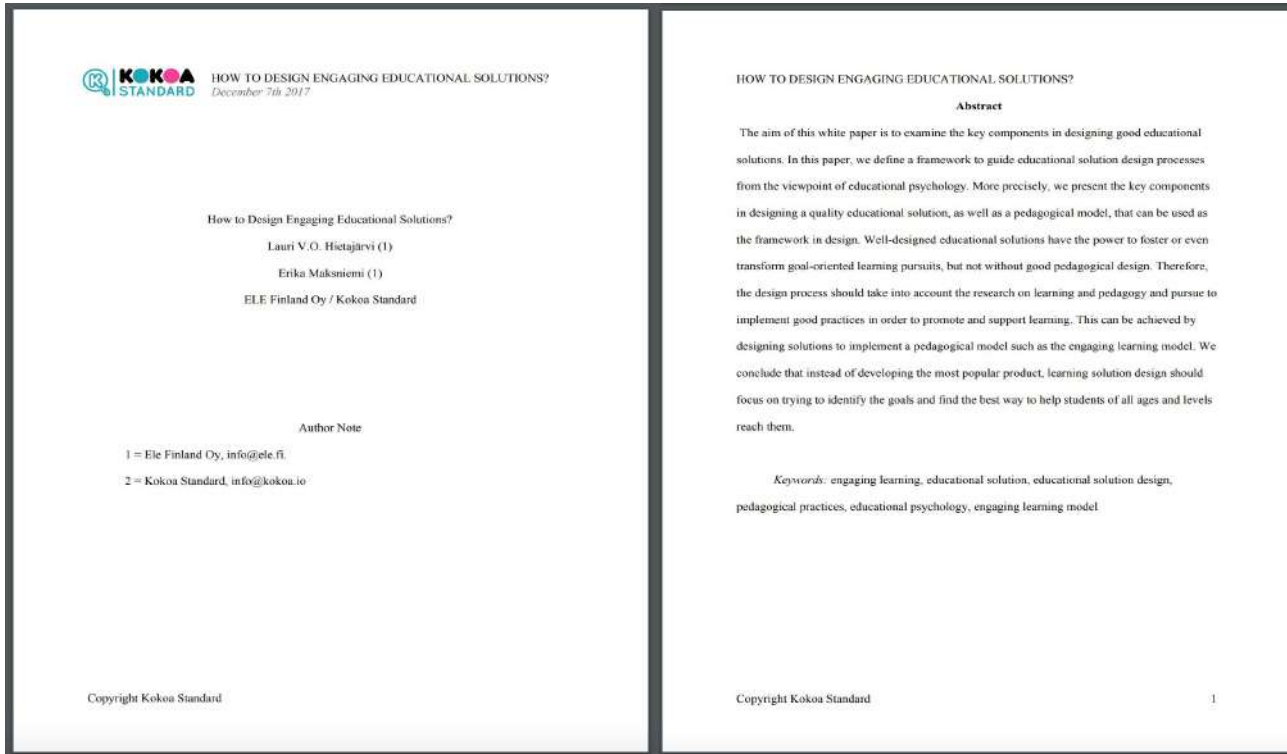 KOKOA
STANDARD
HOW TO DESIGN ENGAGING EDUCATIONAL SOLUTIONS?
December 7th 2017
How to Design Engaging Educational Solutions?
Lauri V.O. Hietajärvi (1)
Erika Maksniemi (1)
ELE Finland Oy / Kokoa Standard
Author Note
1 = Ele Finland Oy, info@ele.fi.
2 = Kokoa Standard, info@kokoa.io
Copyright Kokoa Standard
HOW TO DESIGN ENGAGING EDUCATIONAL SOLUTIONS?
Abstract
The aim of this white paper is to examine the key components in designing good educational
solutions. In this paper, we define a framework to guide educational solution design processes
from the viewpoint of educational psychology. More precisely, we present the key components
in designing a quality educational solution, as well as a pedagogical model, that can be used as
the framework in design. Well-designed educational solutions have the power to foster or even
transform goal-oriented learning pursuits, but not without good pedagogical design. Therefore,
the design process should take into account the research on learning and pedagogy and pursue to
implement good practices in order to promote and support learning. This can be achieved by
designing solutions to implement a pedagogical model such as the engaging learning model. We
conclude that instead of developing the most popular product, learning solution design should
focus on trying to identify the goals and find the best way to help students of all ages and levels
reach them.
Keywords: engaging learning, educational solution, educational solution design,
pedagogical practices, educational psychology, engaging learning model
Copyright Kokoa Standard 1